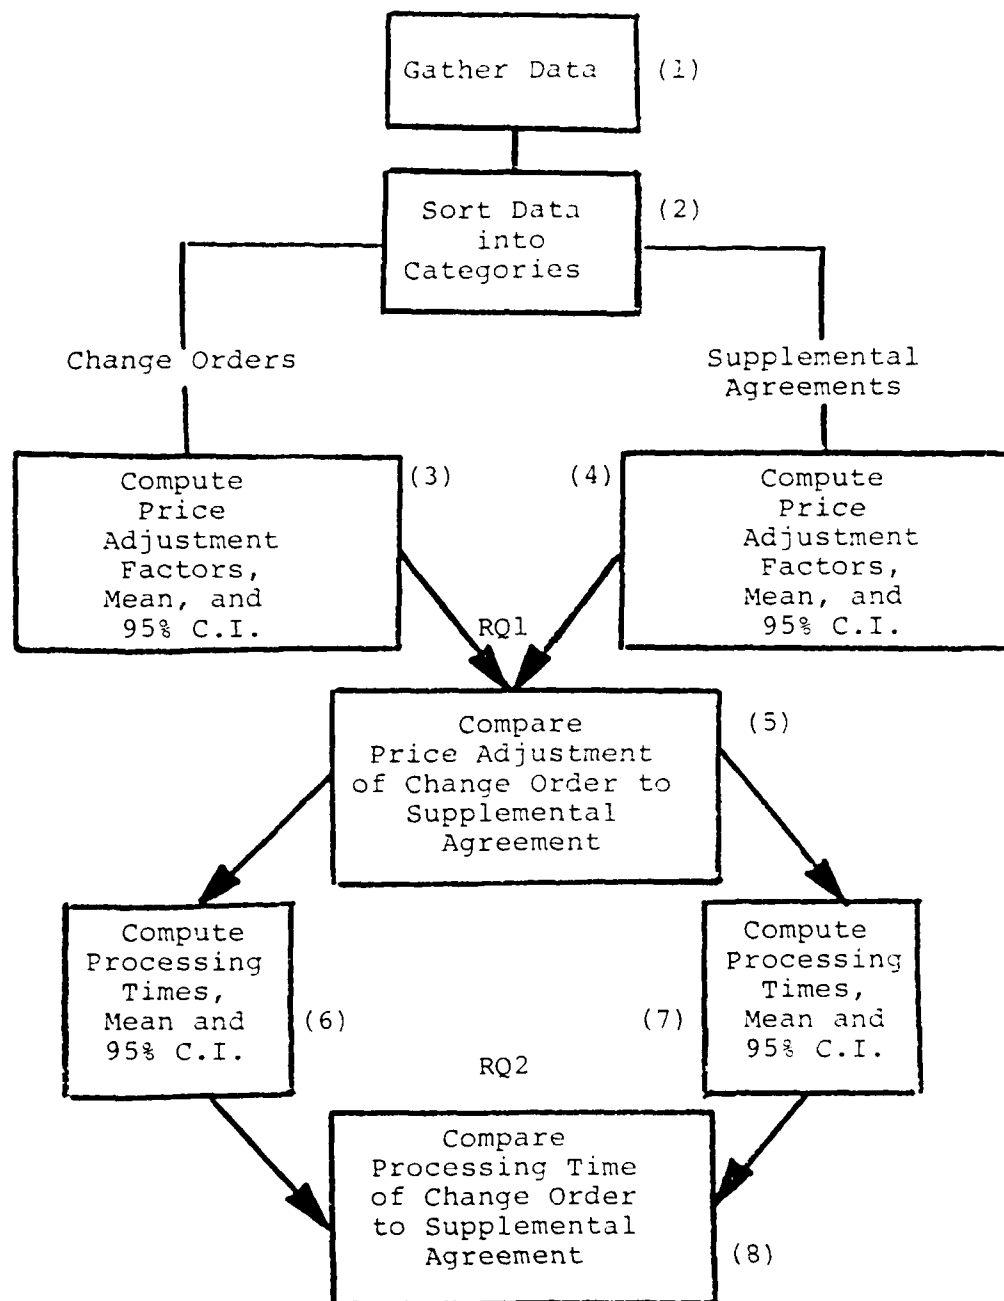 Gather Data (1)
Sort Data (2)
into
Categories
Change Orders
Supplemental
Agreements
(3)
Compute
Price
Adjustment
Factors,
Mean, and
95% C.I.
(4)
Compute
Price
Adjustment
Factors,
Mean, and
95% C.I.
RQ1
Compare (5)
Price Adjustment
of Change Order to
Supplemental
Agreement
Compute
Processing
Times,
Mean and (6)
95% C.I.
Compute
Processing
Times,
(7) Mean and
95% C.I.
RQ2
Compare
Processing Time
of Change Order
to Supplemental
Agreement (8)